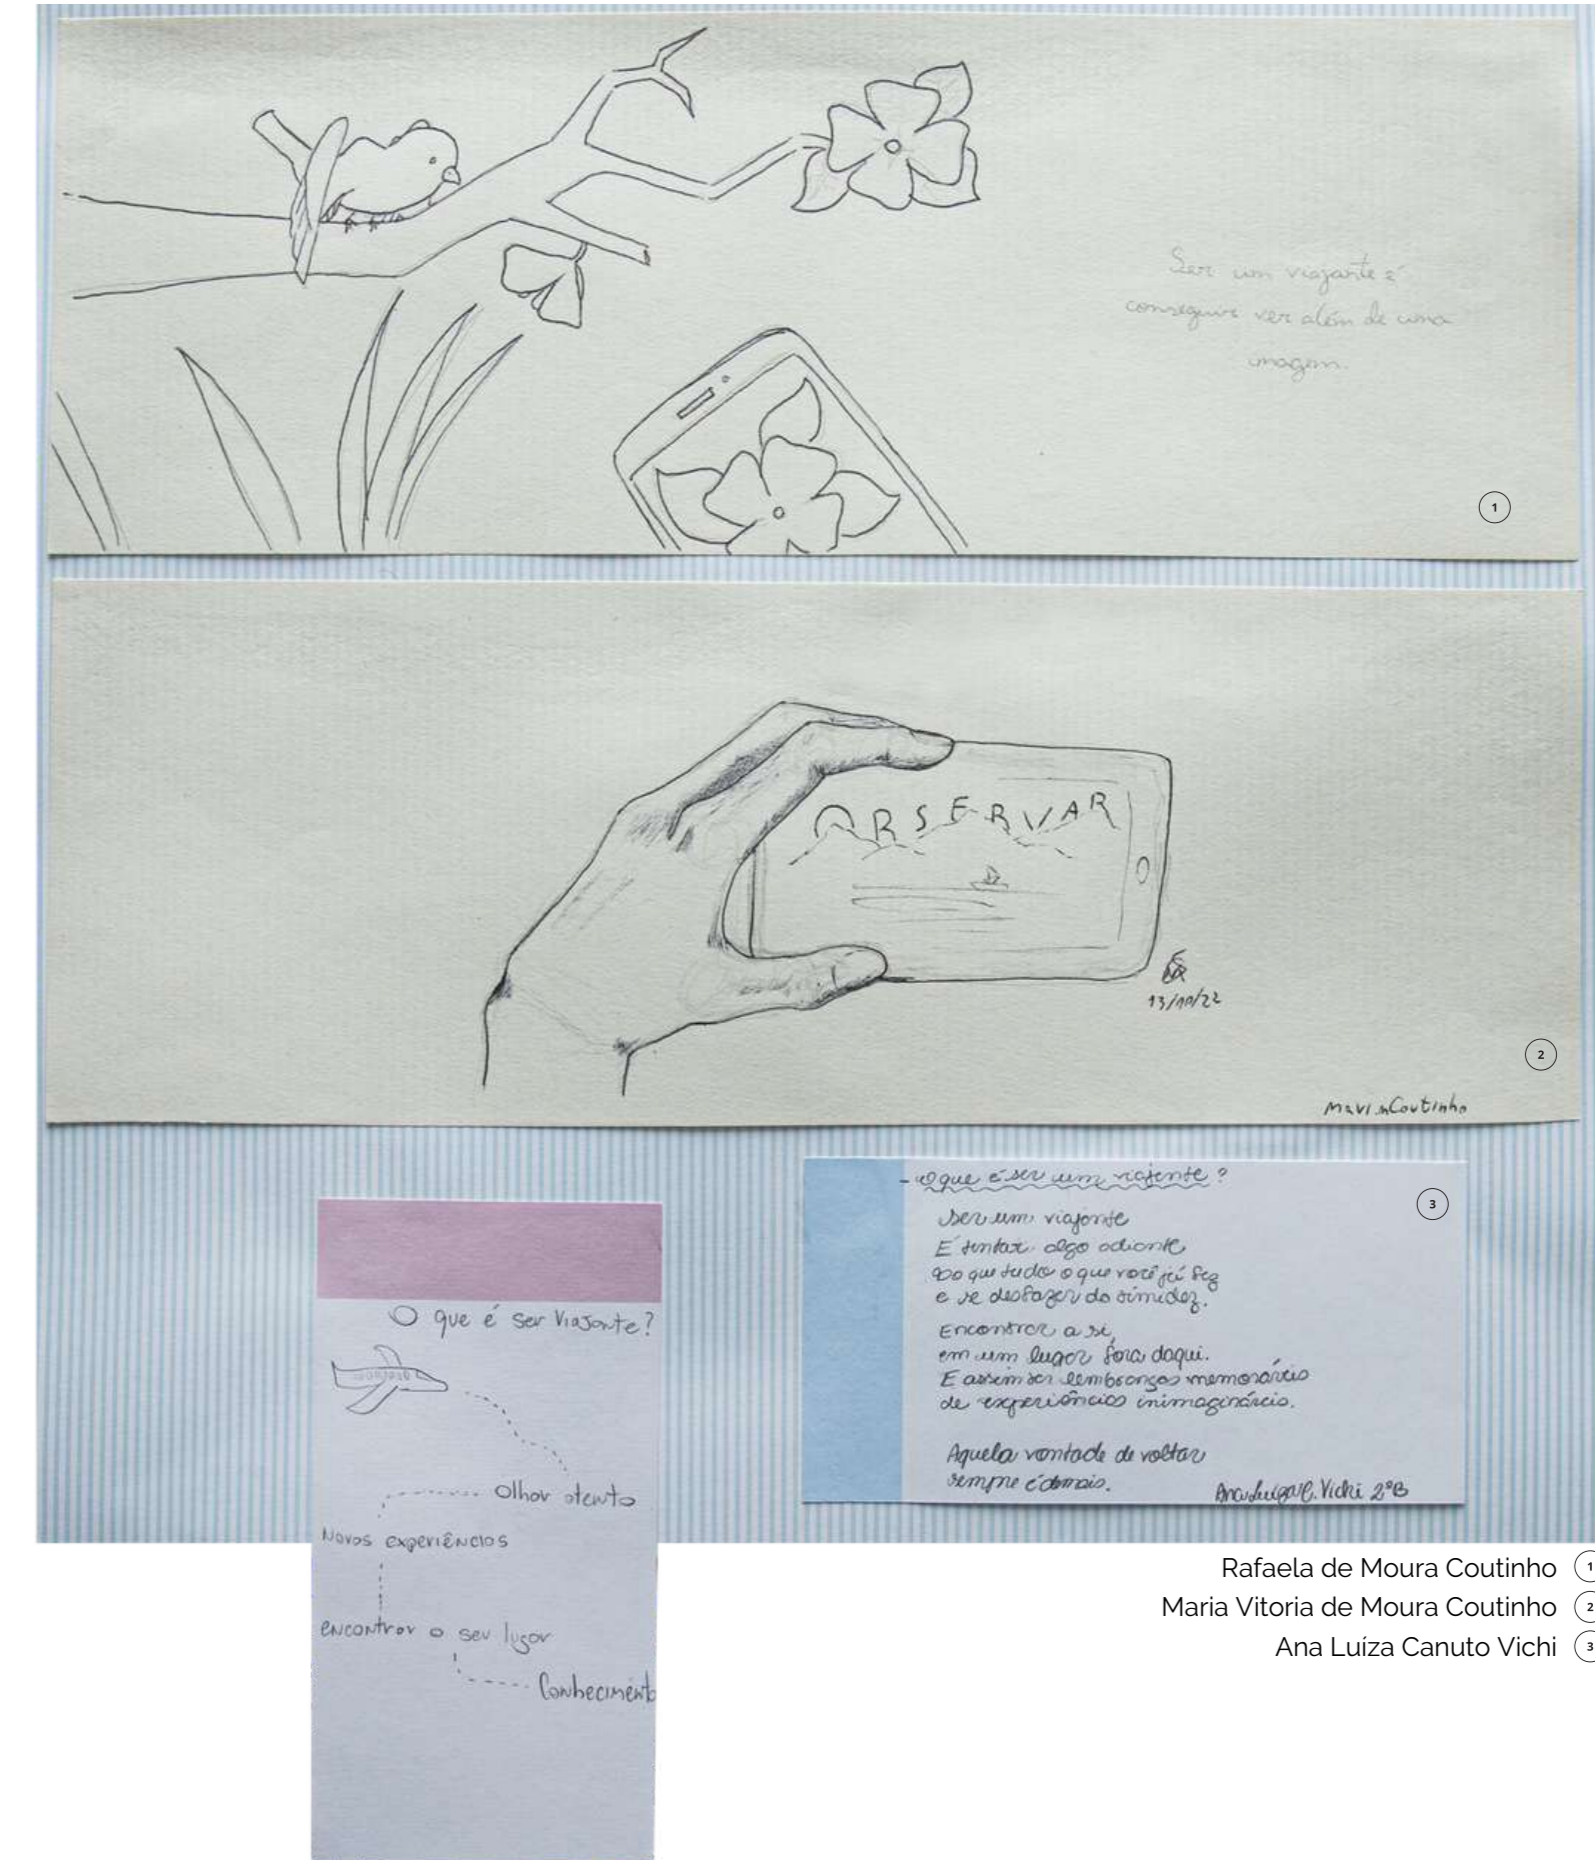 Ser um viajante é
conseguir ver além de uma
imagem.
1
OBSERVAR
13/10/22
2
O que é ser Viajante?
Olhar atento
Novas experiências
encontrar o seu lugar
Conhecimento
- O que é ser um viajante?
3
Ser um viajante
É tentar algo adiante
Do que tudo o que você já fez
e se desfazer da timidez.
Encontrar a si,
em um lugar fora daqui.
E assim ter lembranças memoráveis
de experiências inimagináveis.
Aquela vontade de voltar
sempre é demais.
Ana Luíza C. Vichi 2°B
Rafaela de Moura Coutinho 1
Maria Vitoria de Moura Coutinho 2
Ana Luíza Canuto Vichi 3